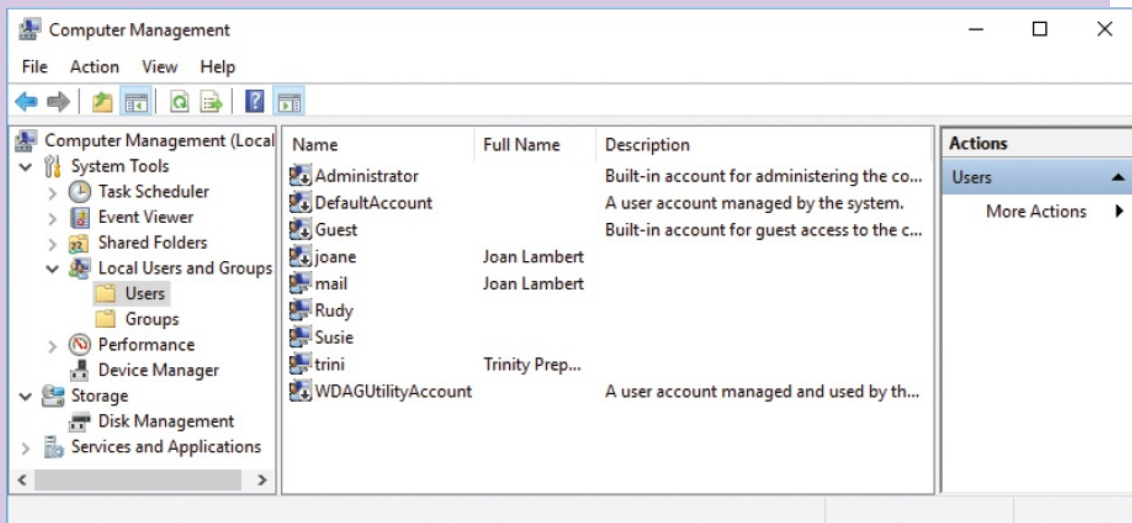 Computer Management
File Action View Help
Computer Management (Local
System Tools
Task Scheduler
Event Viewer
Shared Folders
Local Users and Groups
Users
Groups
Performance
Device Manager
Storage
Disk Management
Services and Applications
Name Full Name Description
Administrator Built-in account for administering the co...
DefaultAccount A user account managed by the system.
Guest Built-in account for guest access to the c...
joane Joan Lambert
mail Joan Lambert
Rudy
Susie
trini Trinity Prep...
WDAGUtilityAccount A user account managed and used by th...
Actions
Users
More Actions